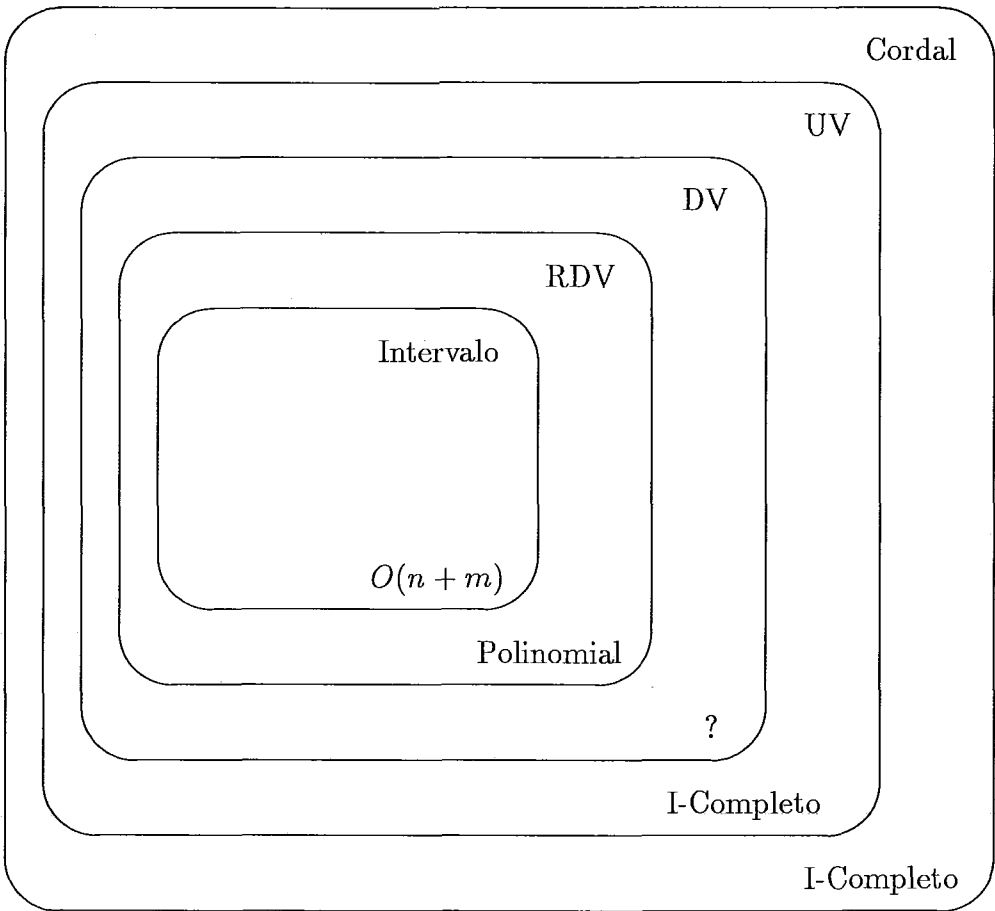 Cordal
UV
DV
RDV
Intervalo
O(n + m)
Polinomial
?
I-Completo
I-Completo